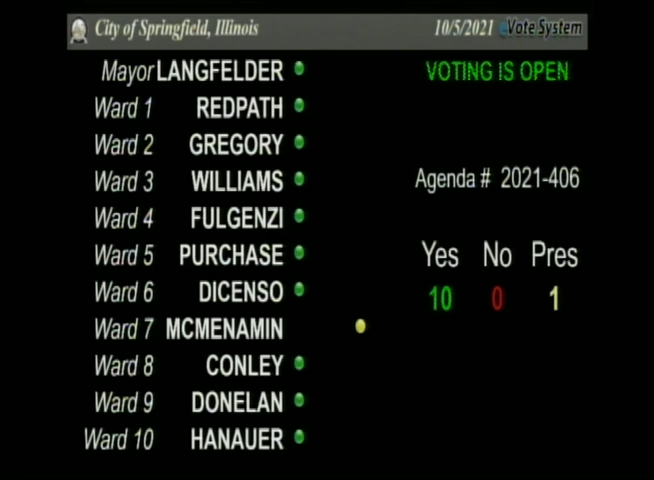 City of Springfield, Illinois 10/5/2021 eVote System
Mayor LANGFELDER VOTING IS OPEN
Ward 1 REDPATH
Ward 2 GREGORY
Ward 3 WILLIAMS Agenda # 2021-406
Ward 4 FULGENZI
Ward 5 PURCHASE Yes No Pres
Ward 6 DICENSO 10 0 1
Ward 7 MCMENAMIN
Ward 8 CONLEY
Ward 9 DONELAN
Ward 10 HANAUER